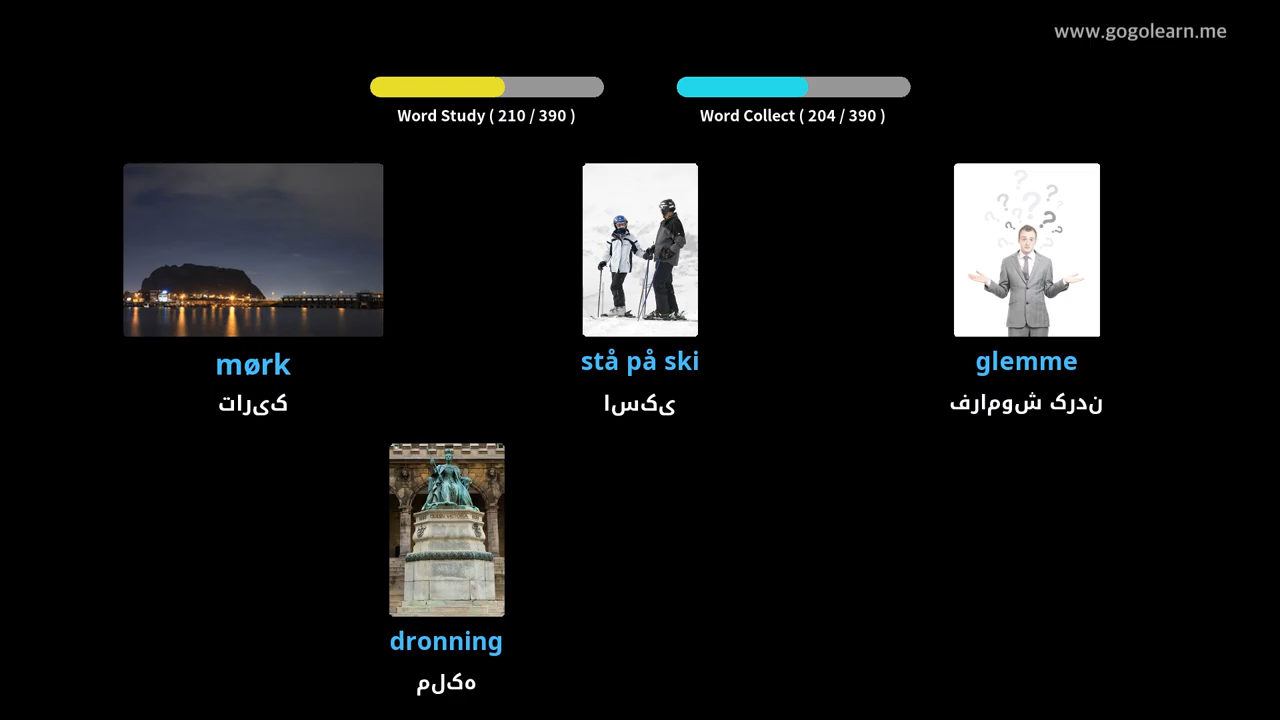 www.gogolearn.me
Word Study ( 210 / 390 )
Word Collect ( 204 / 390 )
mørk
کیرات
stå på ski
یکسا
glemme
ندرک شومارف
dronning
هکلم